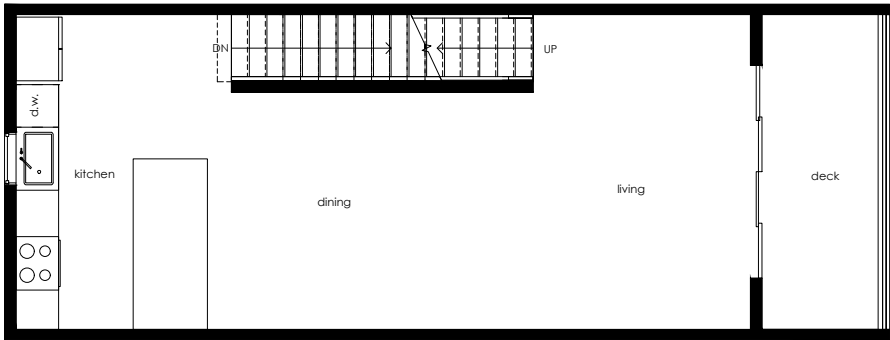 DN
UP
d.w.
kitchen
dining
living
deck